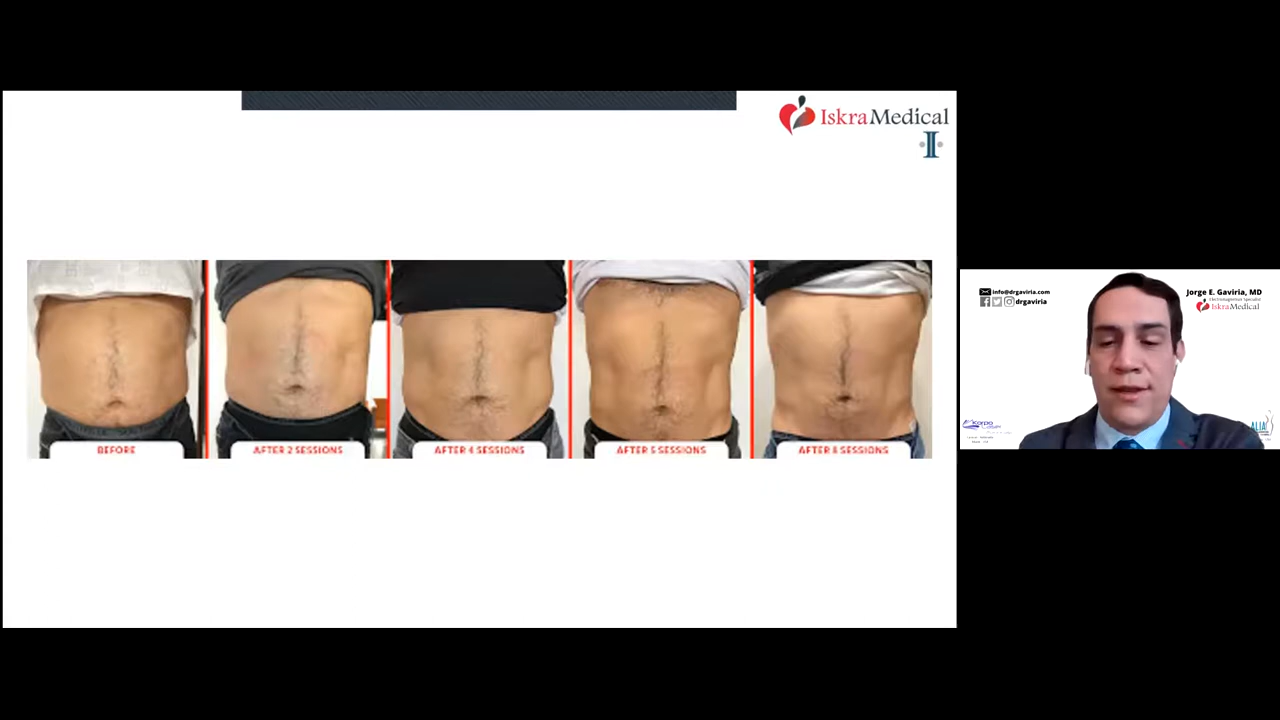 IskraMedical
BEFORE
AFTER 2 SESSIONS
AFTER 4 SESSIONS
AFTER 5 SESSIONS
AFTER 8 SESSIONS
info@drgaviria.com
drgaviria
Jorge E. Gaviria, MD
IskraMedical